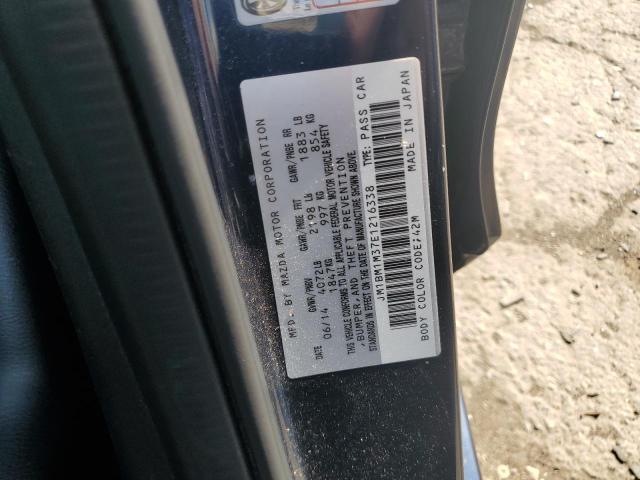 MFD. BY MAZDA MOTOR CORPORATION
GVWR/PNBV GAWR/PNBE FRT GAWR/PNBE RR
DATE 06/14 4072LB 2198 LB 1883 LB
1847KG 997 KG 854 KG
THIS VEHICLE CONFORMS TO ALL APPLICABLE FEDERAL MOTOR VEHICLE SAFETY
,BUMPER,AND THEFT PREVENTION
STANDARDS IN EFFECT ON THE DATE OF MANUFACTURE SHOWN ABOVE.
JM1BM1M37E1216338 TYPE: PASS CAR
BODY COLOR CODE:42M MADE IN JAPAN